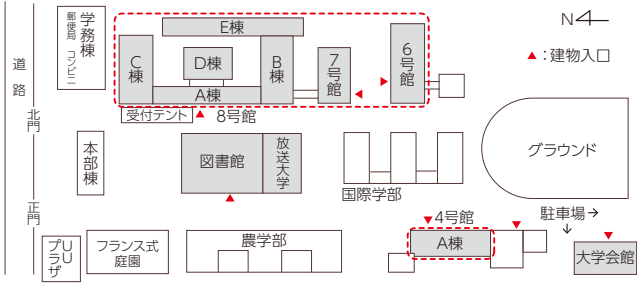 学務棟
郵便局 コンビニ
E棟
C棟
D棟
B棟
A棟
7号館
6号館
N
：建物入口
道路
北門
受付テント
8号館
本部棟
図書館
放送大学
国際学部
グラウンド
正門
駐車場
4号館
A棟
UUプラザ
フランス式
庭園
農学部
大学会館